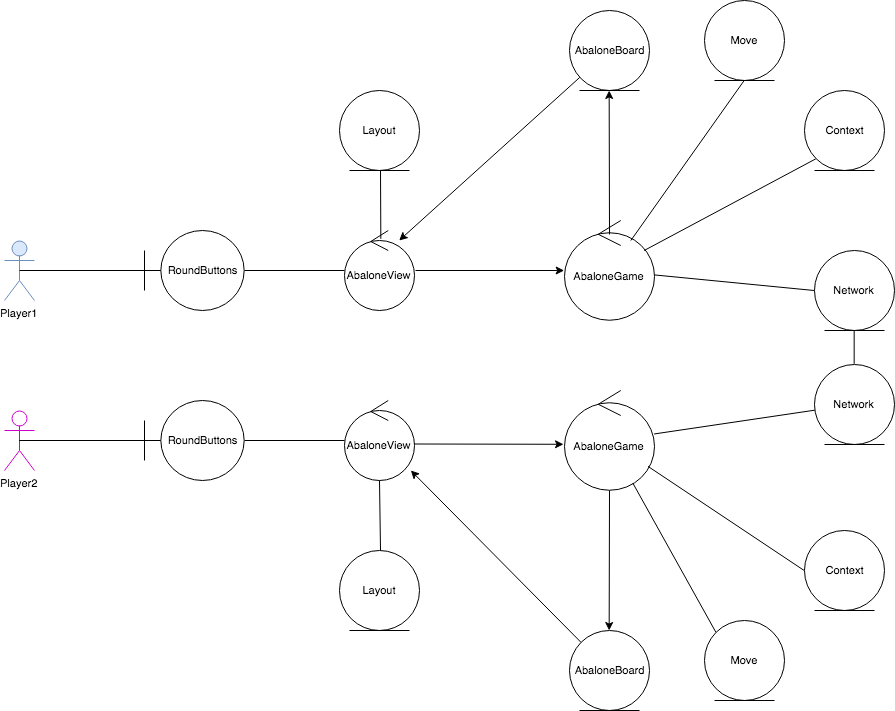 AbaloneBoard
Move
Layout
Context
RoundButtons
AbaloneView
AbaloneGame
Network
Player1
Network
RoundButtons
AbaloneView
AbaloneGame
Player2
Layout
Context
AbaloneBoard
Move